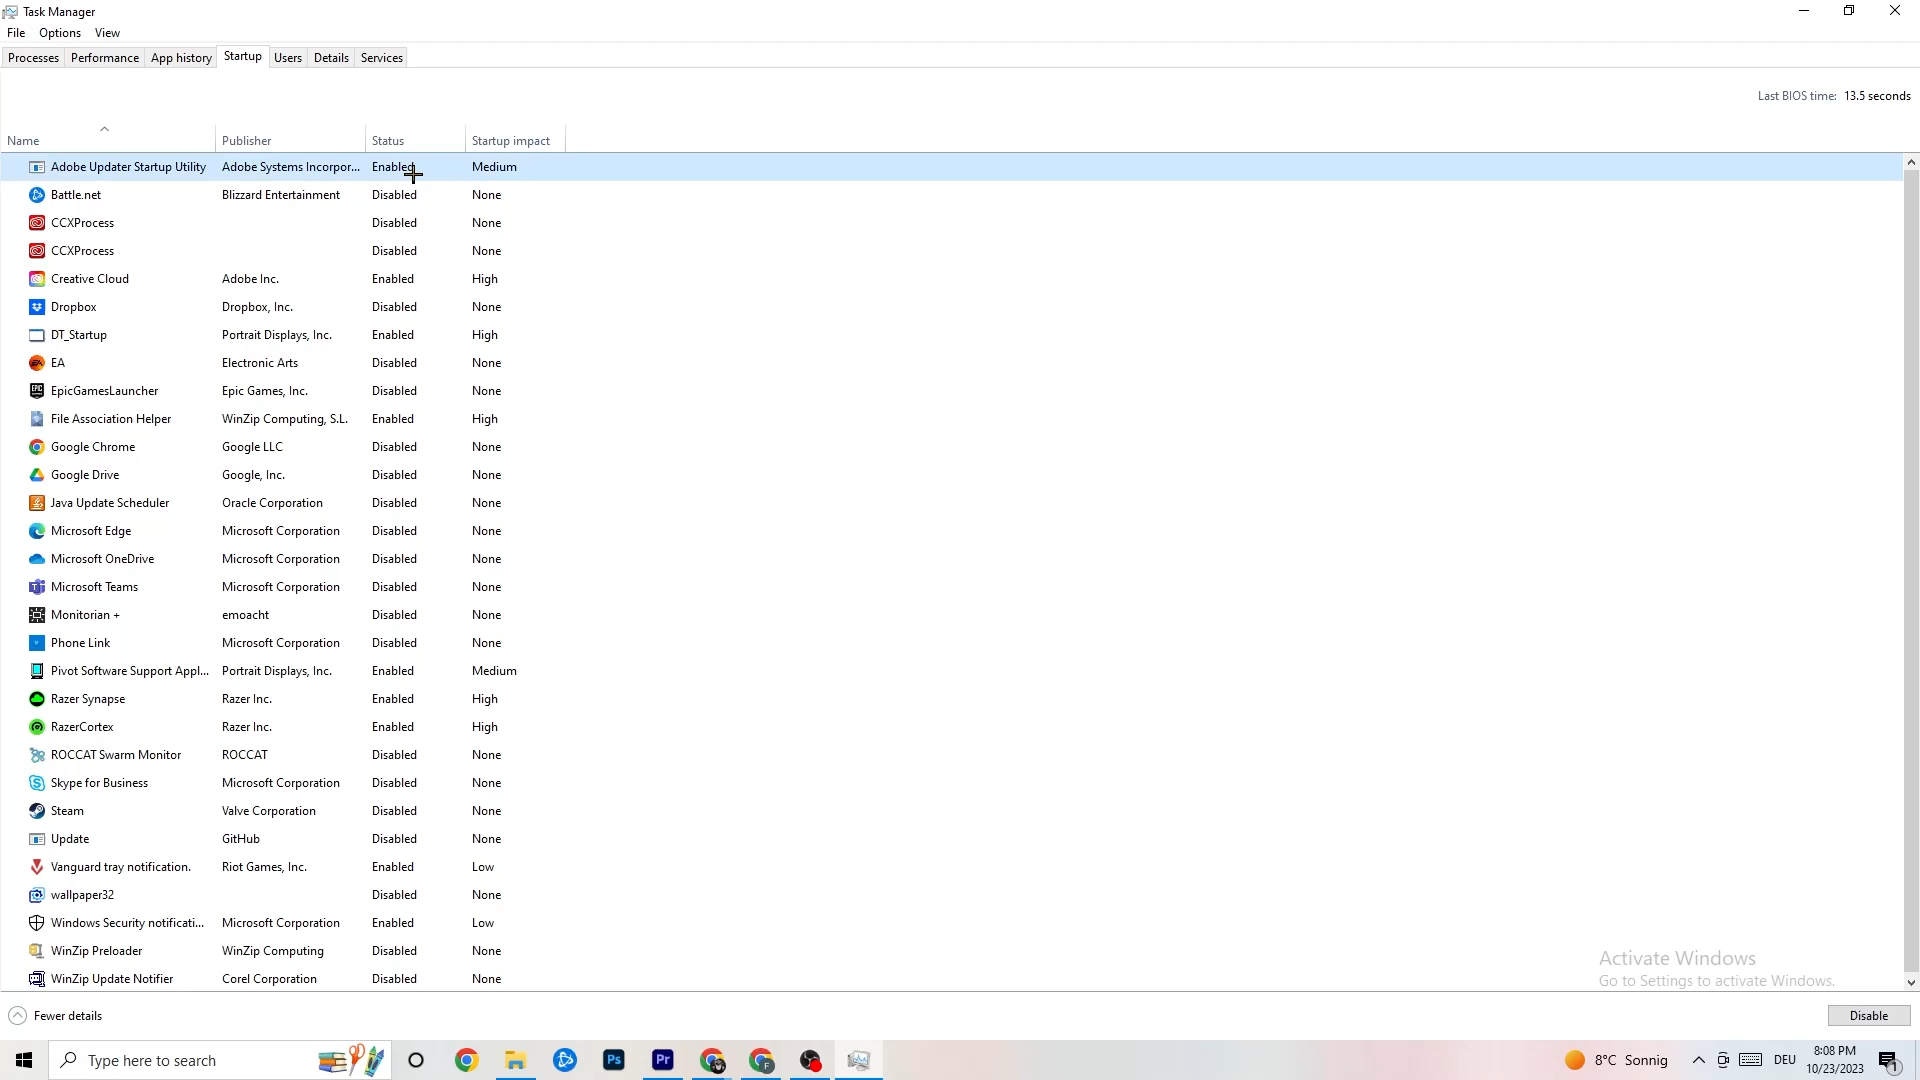 Task Manager
File Options View
Processes Performance App history Startup Users Details Services
Last BIOS time: 13.5 seconds
Name Publisher Status Startup impact
Adobe Updater Startup Utility Adobe Systems Incorpor... Enabled Medium
Battle.net Blizzard Entertainment Disabled None
CCXProcess Disabled None
CCXProcess Disabled None
Creative Cloud Adobe Inc. Enabled High
Dropbox Dropbox, Inc. Disabled None
DT_Startup Portrait Displays, Inc. Enabled High
EA Electronic Arts Disabled None
EpicGamesLauncher Epic Games, Inc. Disabled None
File Association Helper WinZip Computing, S.L. Enabled High
Google Chrome Google LLC Disabled None
Google Drive Google, Inc. Disabled None
Java Update Scheduler Oracle Corporation Disabled None
Microsoft Edge Microsoft Corporation Disabled None
Microsoft OneDrive Microsoft Corporation Disabled None
Microsoft Teams Microsoft Corporation Disabled None
Monitorian + emoacht Disabled None
Phone Link Microsoft Corporation Disabled None
Pivot Software Support Appl... Portrait Displays, Inc. Enabled Medium
Razer Synapse Razer Inc. Enabled High
RazerCortex Razer Inc. Enabled High
ROCCAT Swarm Monitor ROCCAT Disabled None
Skype for Business Microsoft Corporation Disabled None
Steam Valve Corporation Disabled None
Update GitHub Disabled None
Vanguard tray notification. Riot Games, Inc. Enabled Low
wallpaper32 Disabled None
Windows Security notificati... Microsoft Corporation Enabled Low
WinZip Preloader WinZip Computing Disabled None
WinZip Update Notifier Corel Corporation Disabled None
Activate Windows
Go to Settings to activate Windows.
Fewer details Disable
Type here to search Ps Pr F 8°C Sonnig DEU 8:08 PM
10/23/2023 1